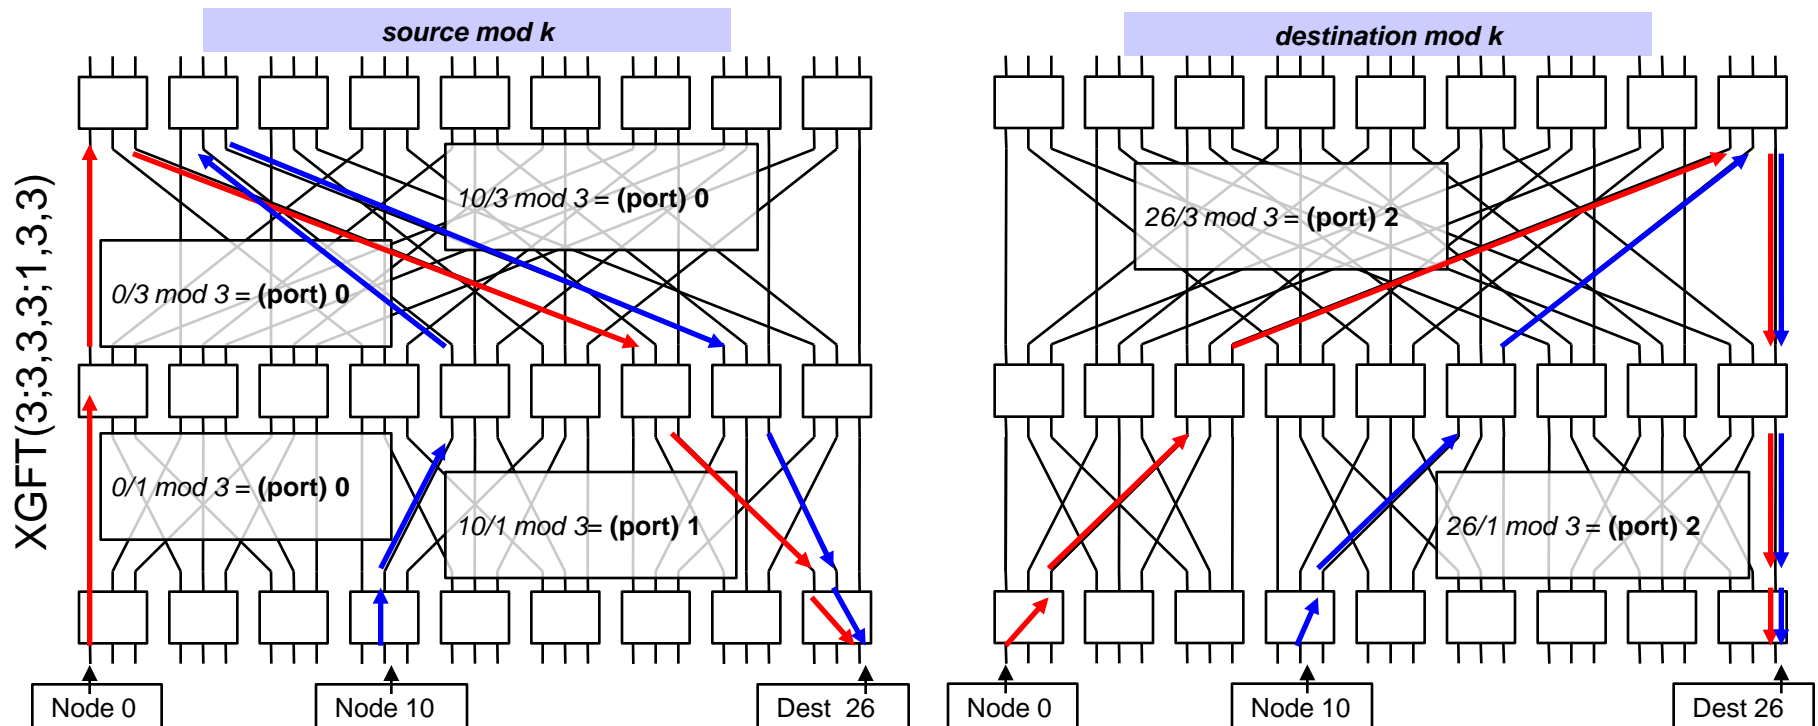 source mod k
destination mod k
XGFT(3;3,3,3;1,3,3)
10/3 mod 3 = (port) 0
0/3 mod 3 = (port) 0
0/1 mod 3 = (port) 0
10/1 mod 3= (port) 1
26/3 mod 3 = (port) 2
26/1 mod 3 = (port) 2
Node 0
Node 10
Dest 26
Node 0
Node 10
Dest 26